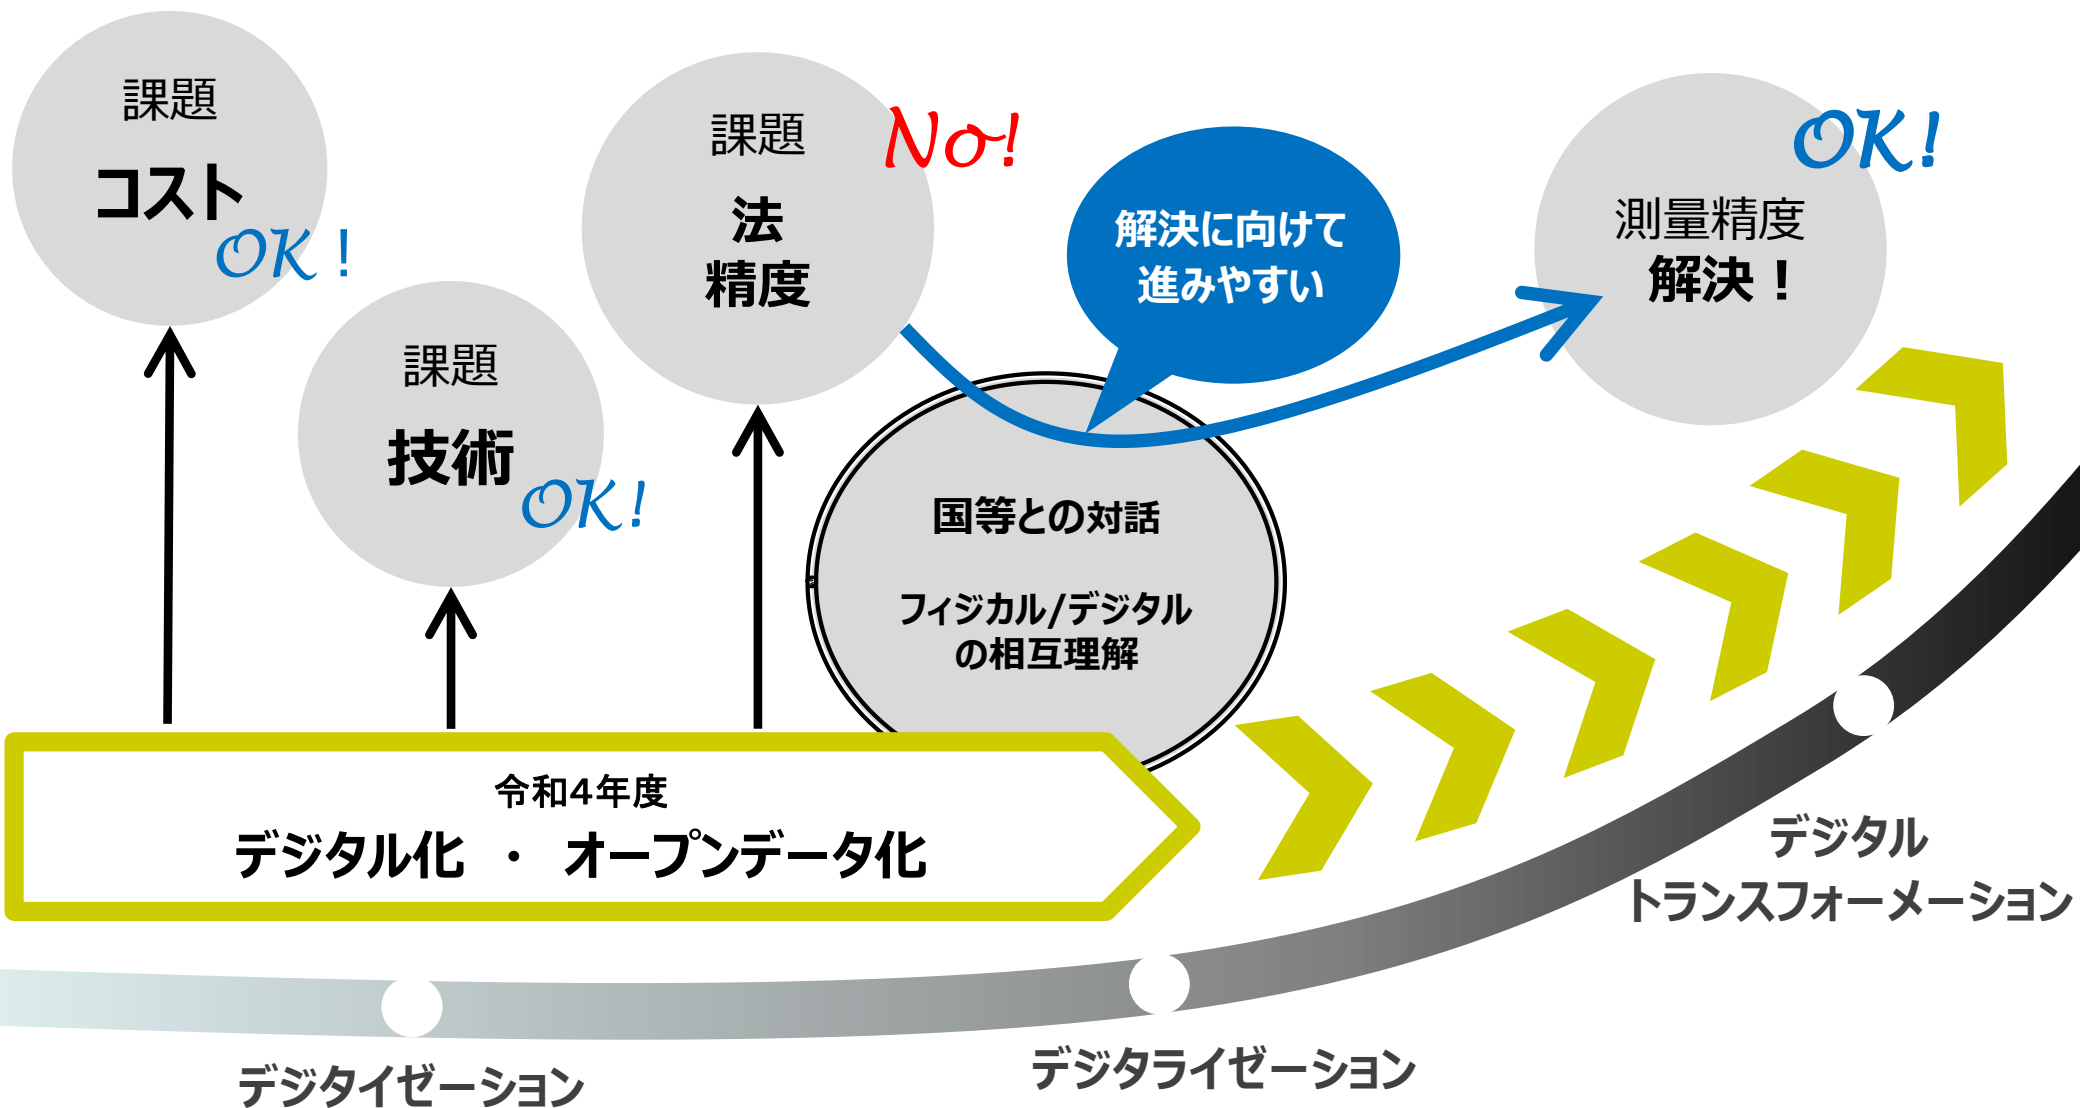 課題
コスト
OK！
課題
技術
OK!
課題
法
精度
No!
解決に向けて
進みやすい
OK!
測量精度
解決！
国等との対話
フィジカル/デジタル
の相互理解
令和4年度
デジタル化 ・ オープンデータ化
デジタイゼーション
デジタライゼーション
デジタル
トランスフォーメーション